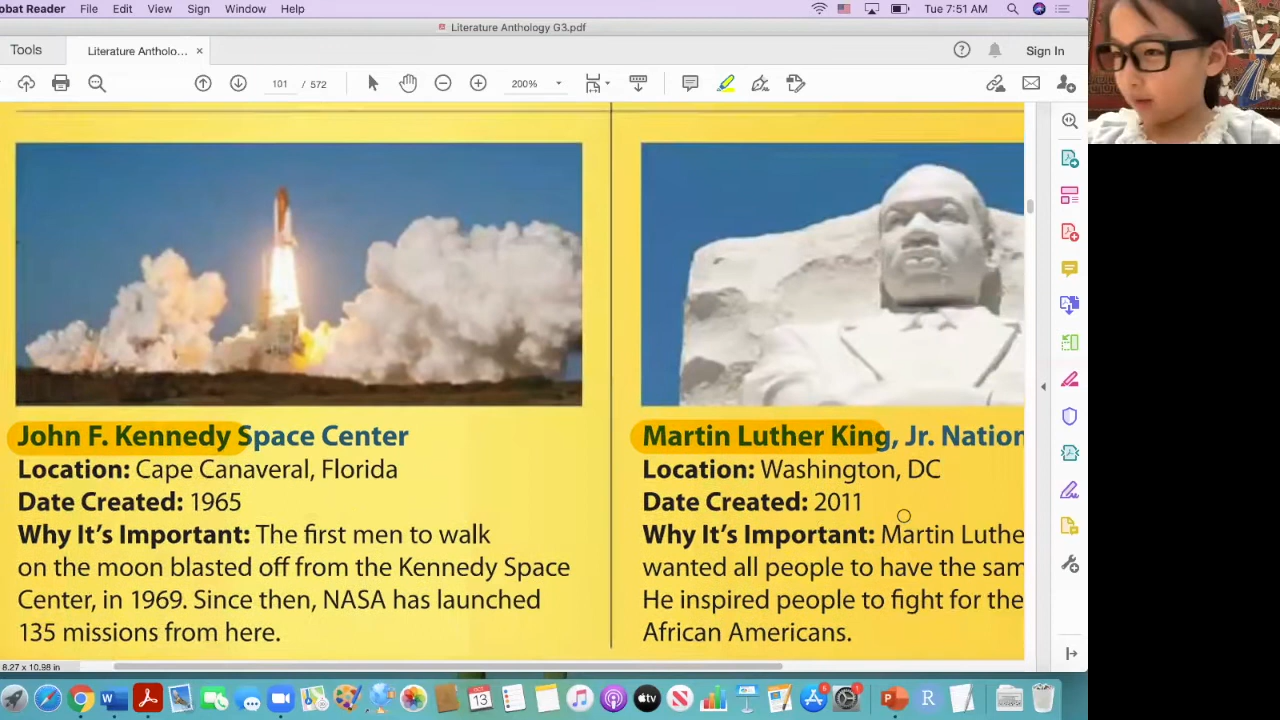 obat Reader File Edit View Sign Window Help Tue 7:51 AM
Literature Anthology G3.pdf
Tools Literature Antholo... × Sign In
101 / 572 200%
John F. Kennedy Space Center
Location: Cape Canaveral, Florida
Date Created: 1965
Why It's Important: The first men to walk
on the moon blasted off from the Kennedy Space
Center, in 1969. Since then, NASA has launched
135 missions from here.
Martin Luther King, Jr. Nation
Location: Washington, DC
Date Created: 2011
Why It's Important: Martin Luthe
wanted all people to have the sam
He inspired people to fight for the
African Americans.
8.27 x 10.98 in
OCT
13
tv